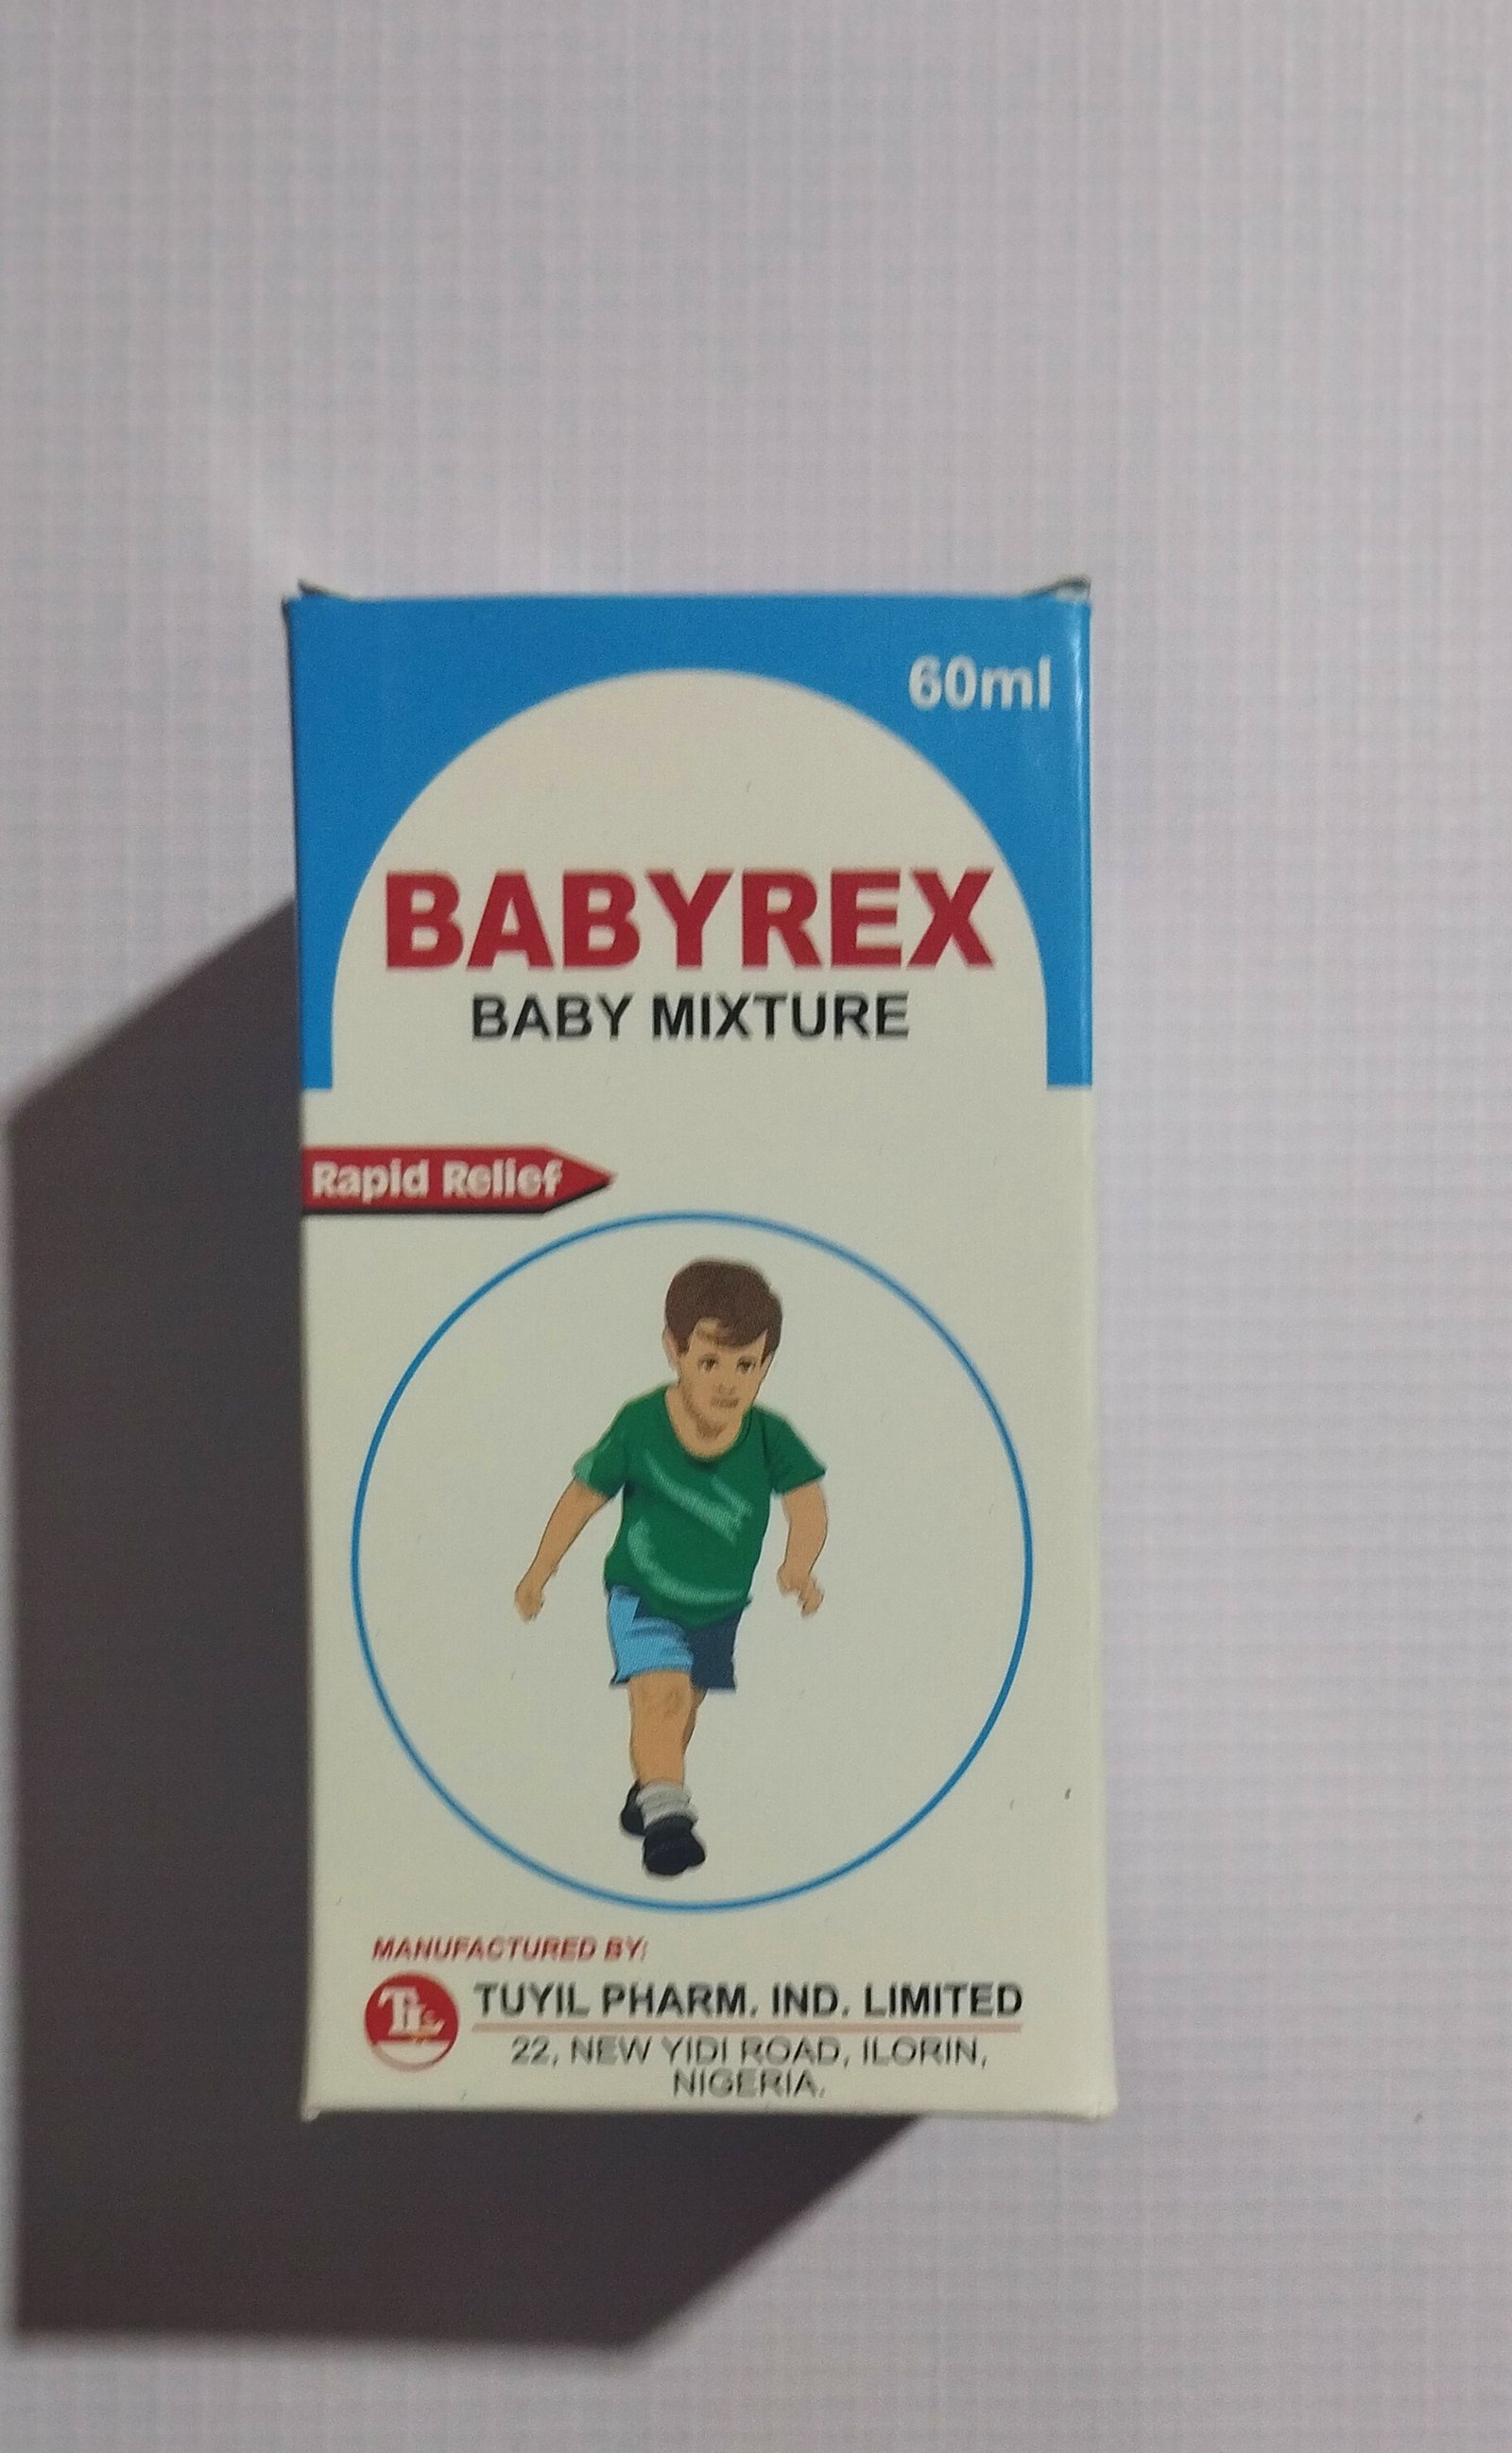 60ml
BABYREX
BABY MIXTURE
Rapid Relief
MANUFACTURED BY:
TUYIL PHARM. IND. LIMITED
22, NEW YIDI ROAD, ILORIN,
NIGERIA.